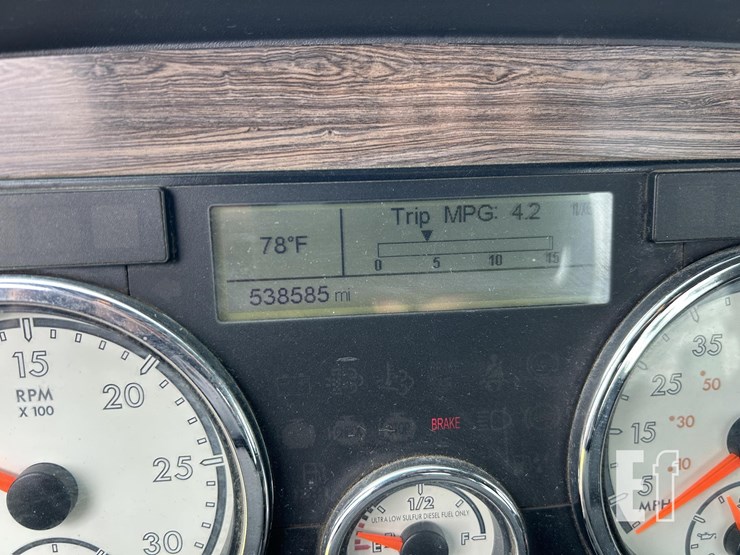 Trip MPG: 4.2
78°F
0 5 10 15
538585 mi
15
20
25
30
RPM
X 100
BRAKE
1/2
ULTRA LOW SULFUR DIESEL FUEL ONLY
E F
35
25
15
5
MPH
50
30
10
Ef